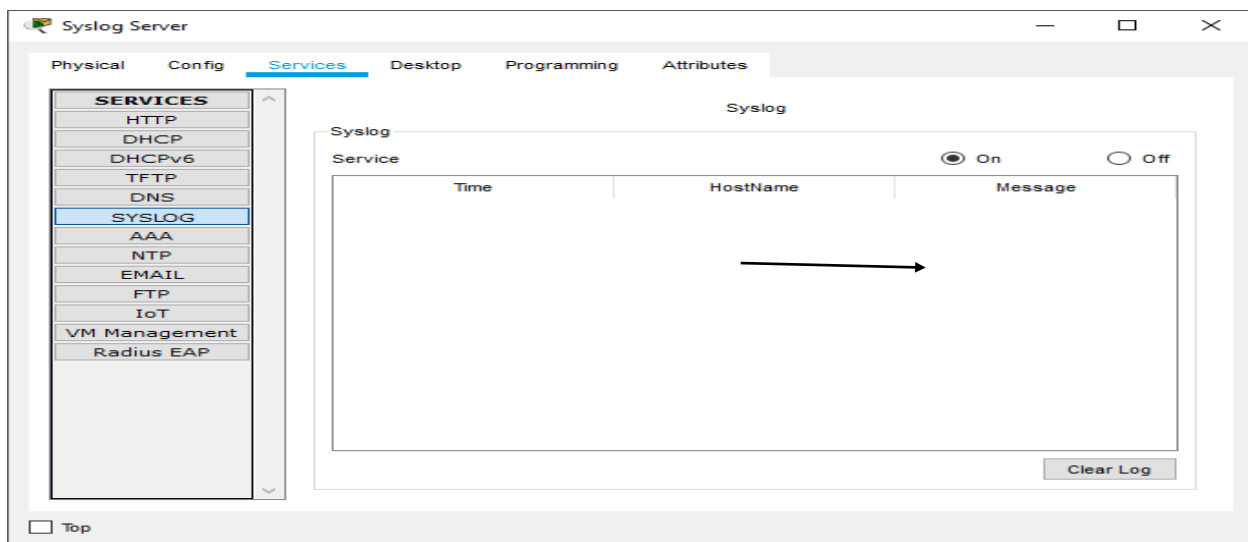 Syslog Server
Physical Config Services Desktop Programming Attributes
SERVICES
HTTP
DHCP
DHCPv6
TFTP
DNS
SYSLOG
AAA
NTP
EMAIL
FTP
IoT
VM Management
Radius EAP
Syslog
Syslog
Service On Off
Time HostName Message
Clear Log
Top